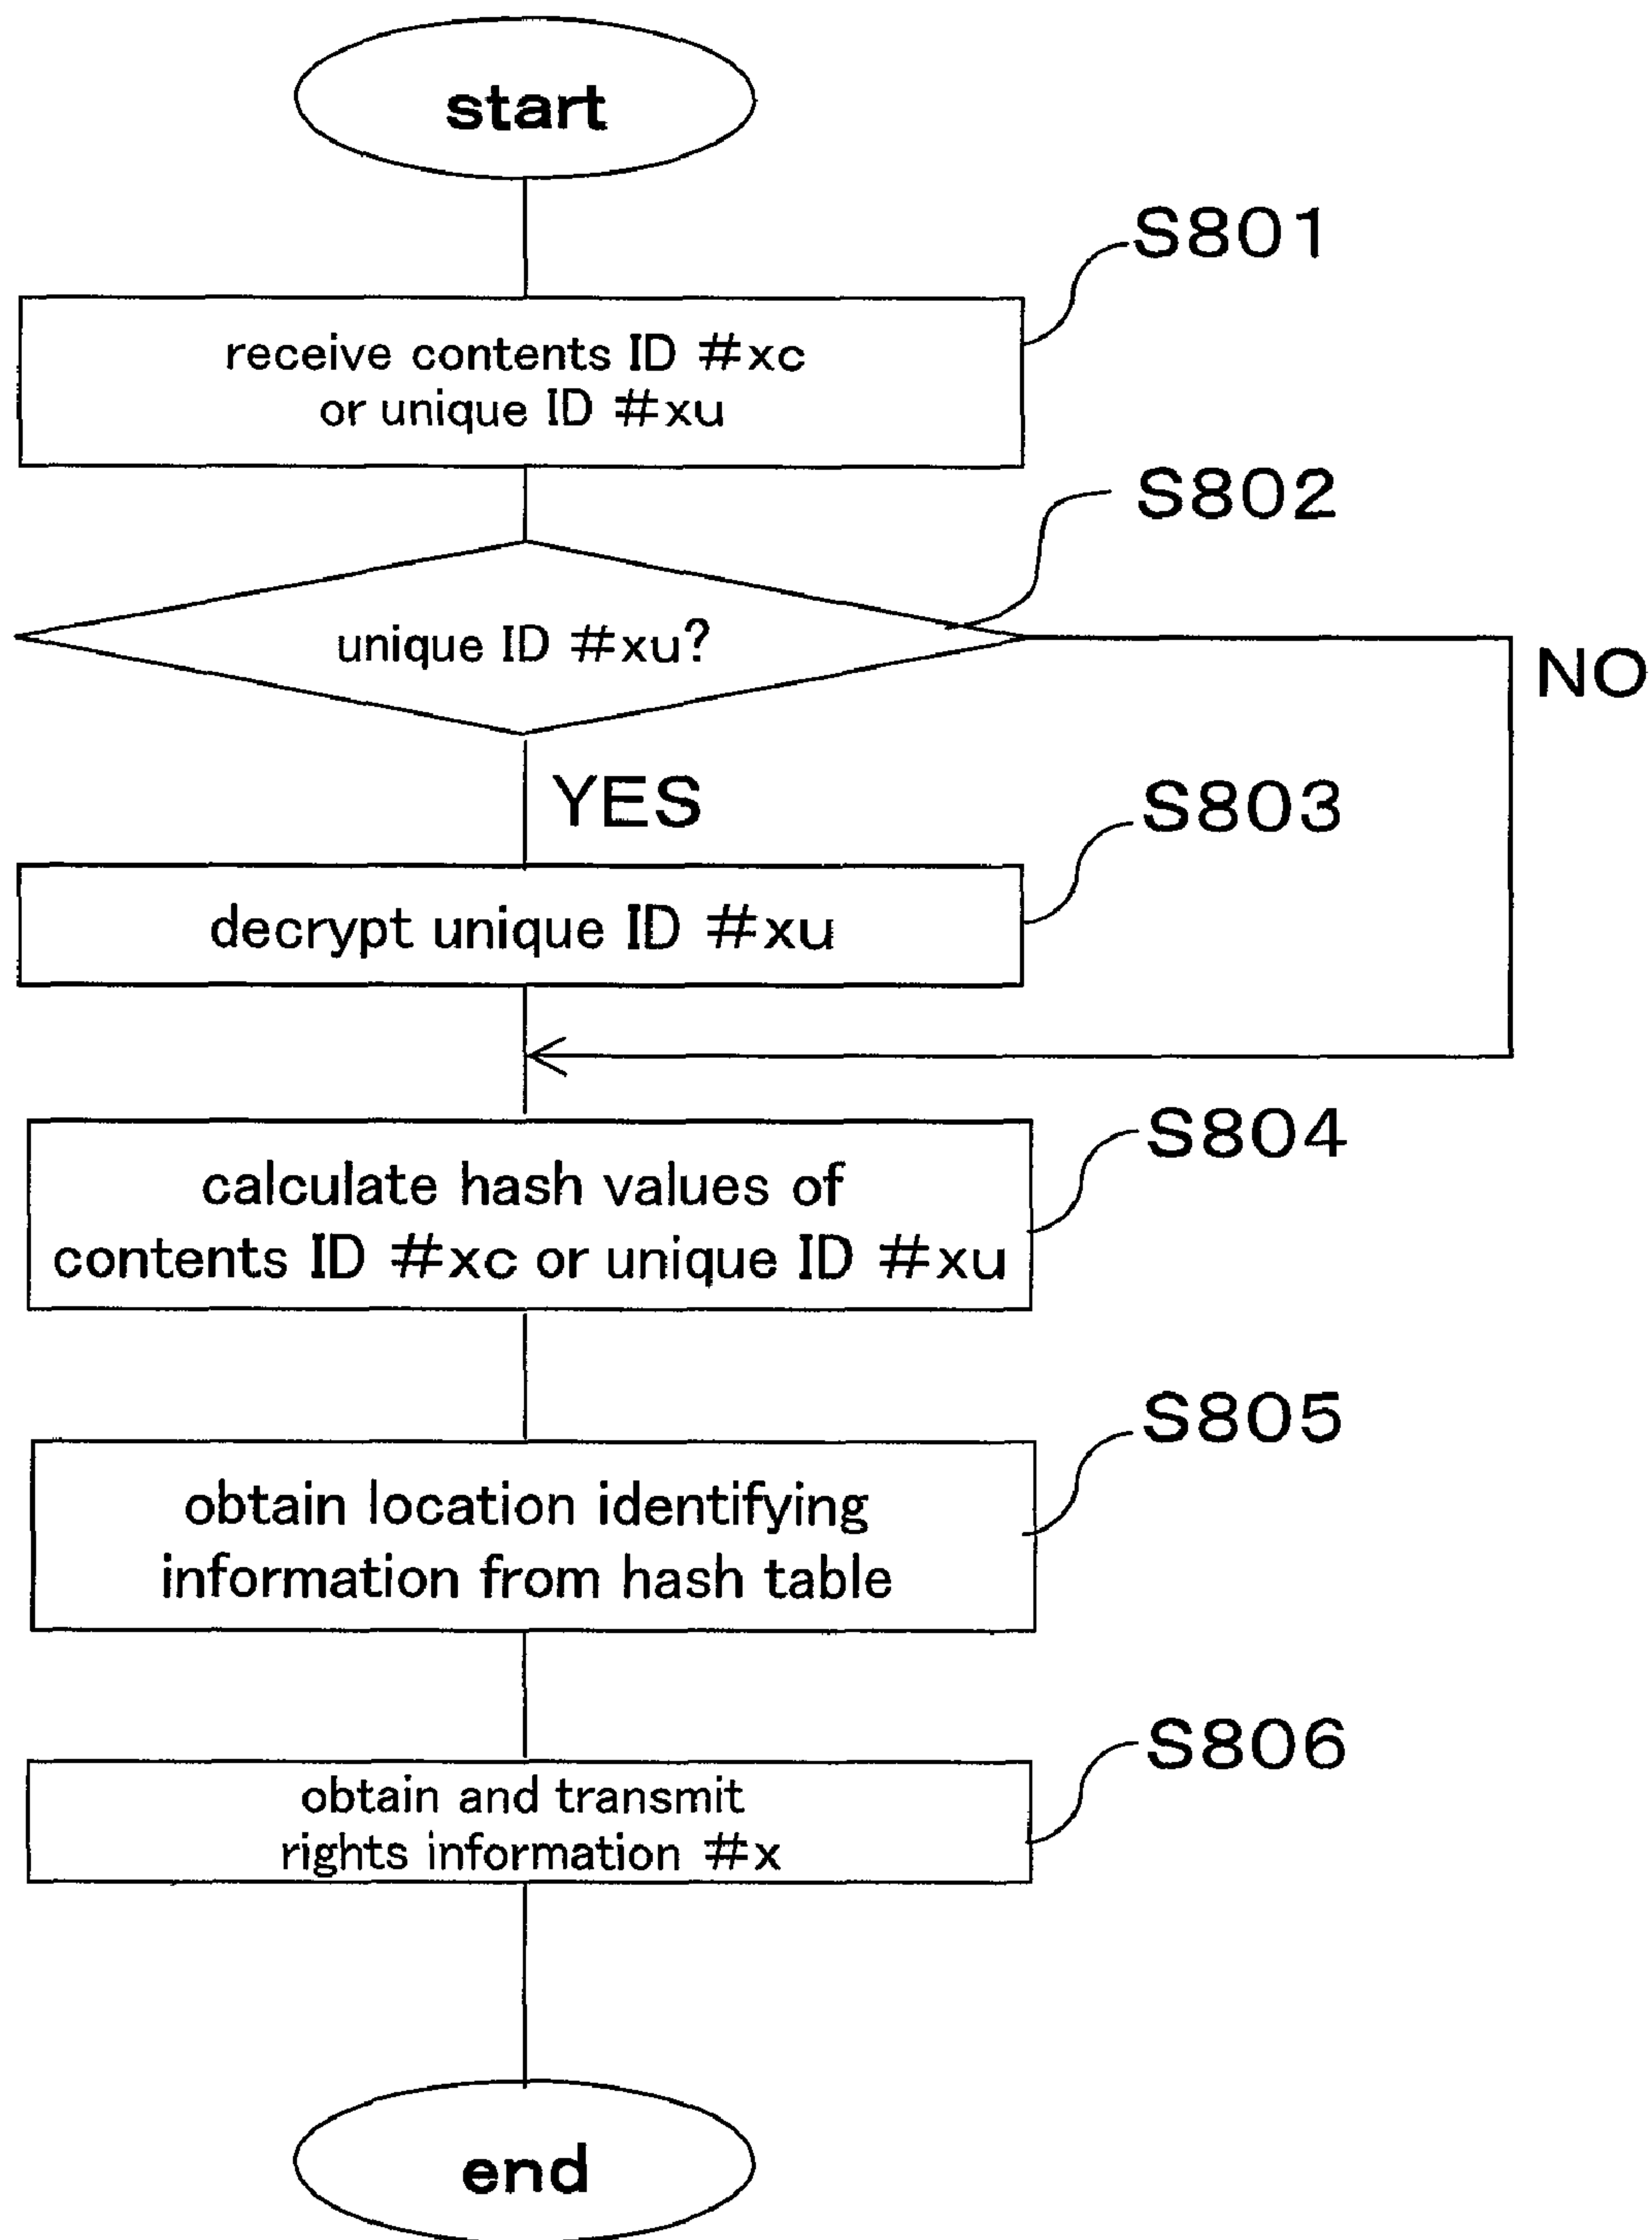 start
S801
receive contents ID #xc
or unique ID #xu
S802
unique ID #xu?
NO
YES
S803
decrypt unique ID #xu
S804
calculate hash values of
contents ID #xc or unique ID #xu
S805
obtain location identifying
information from hash table
S806
obtain and transmit
rights information #x
end